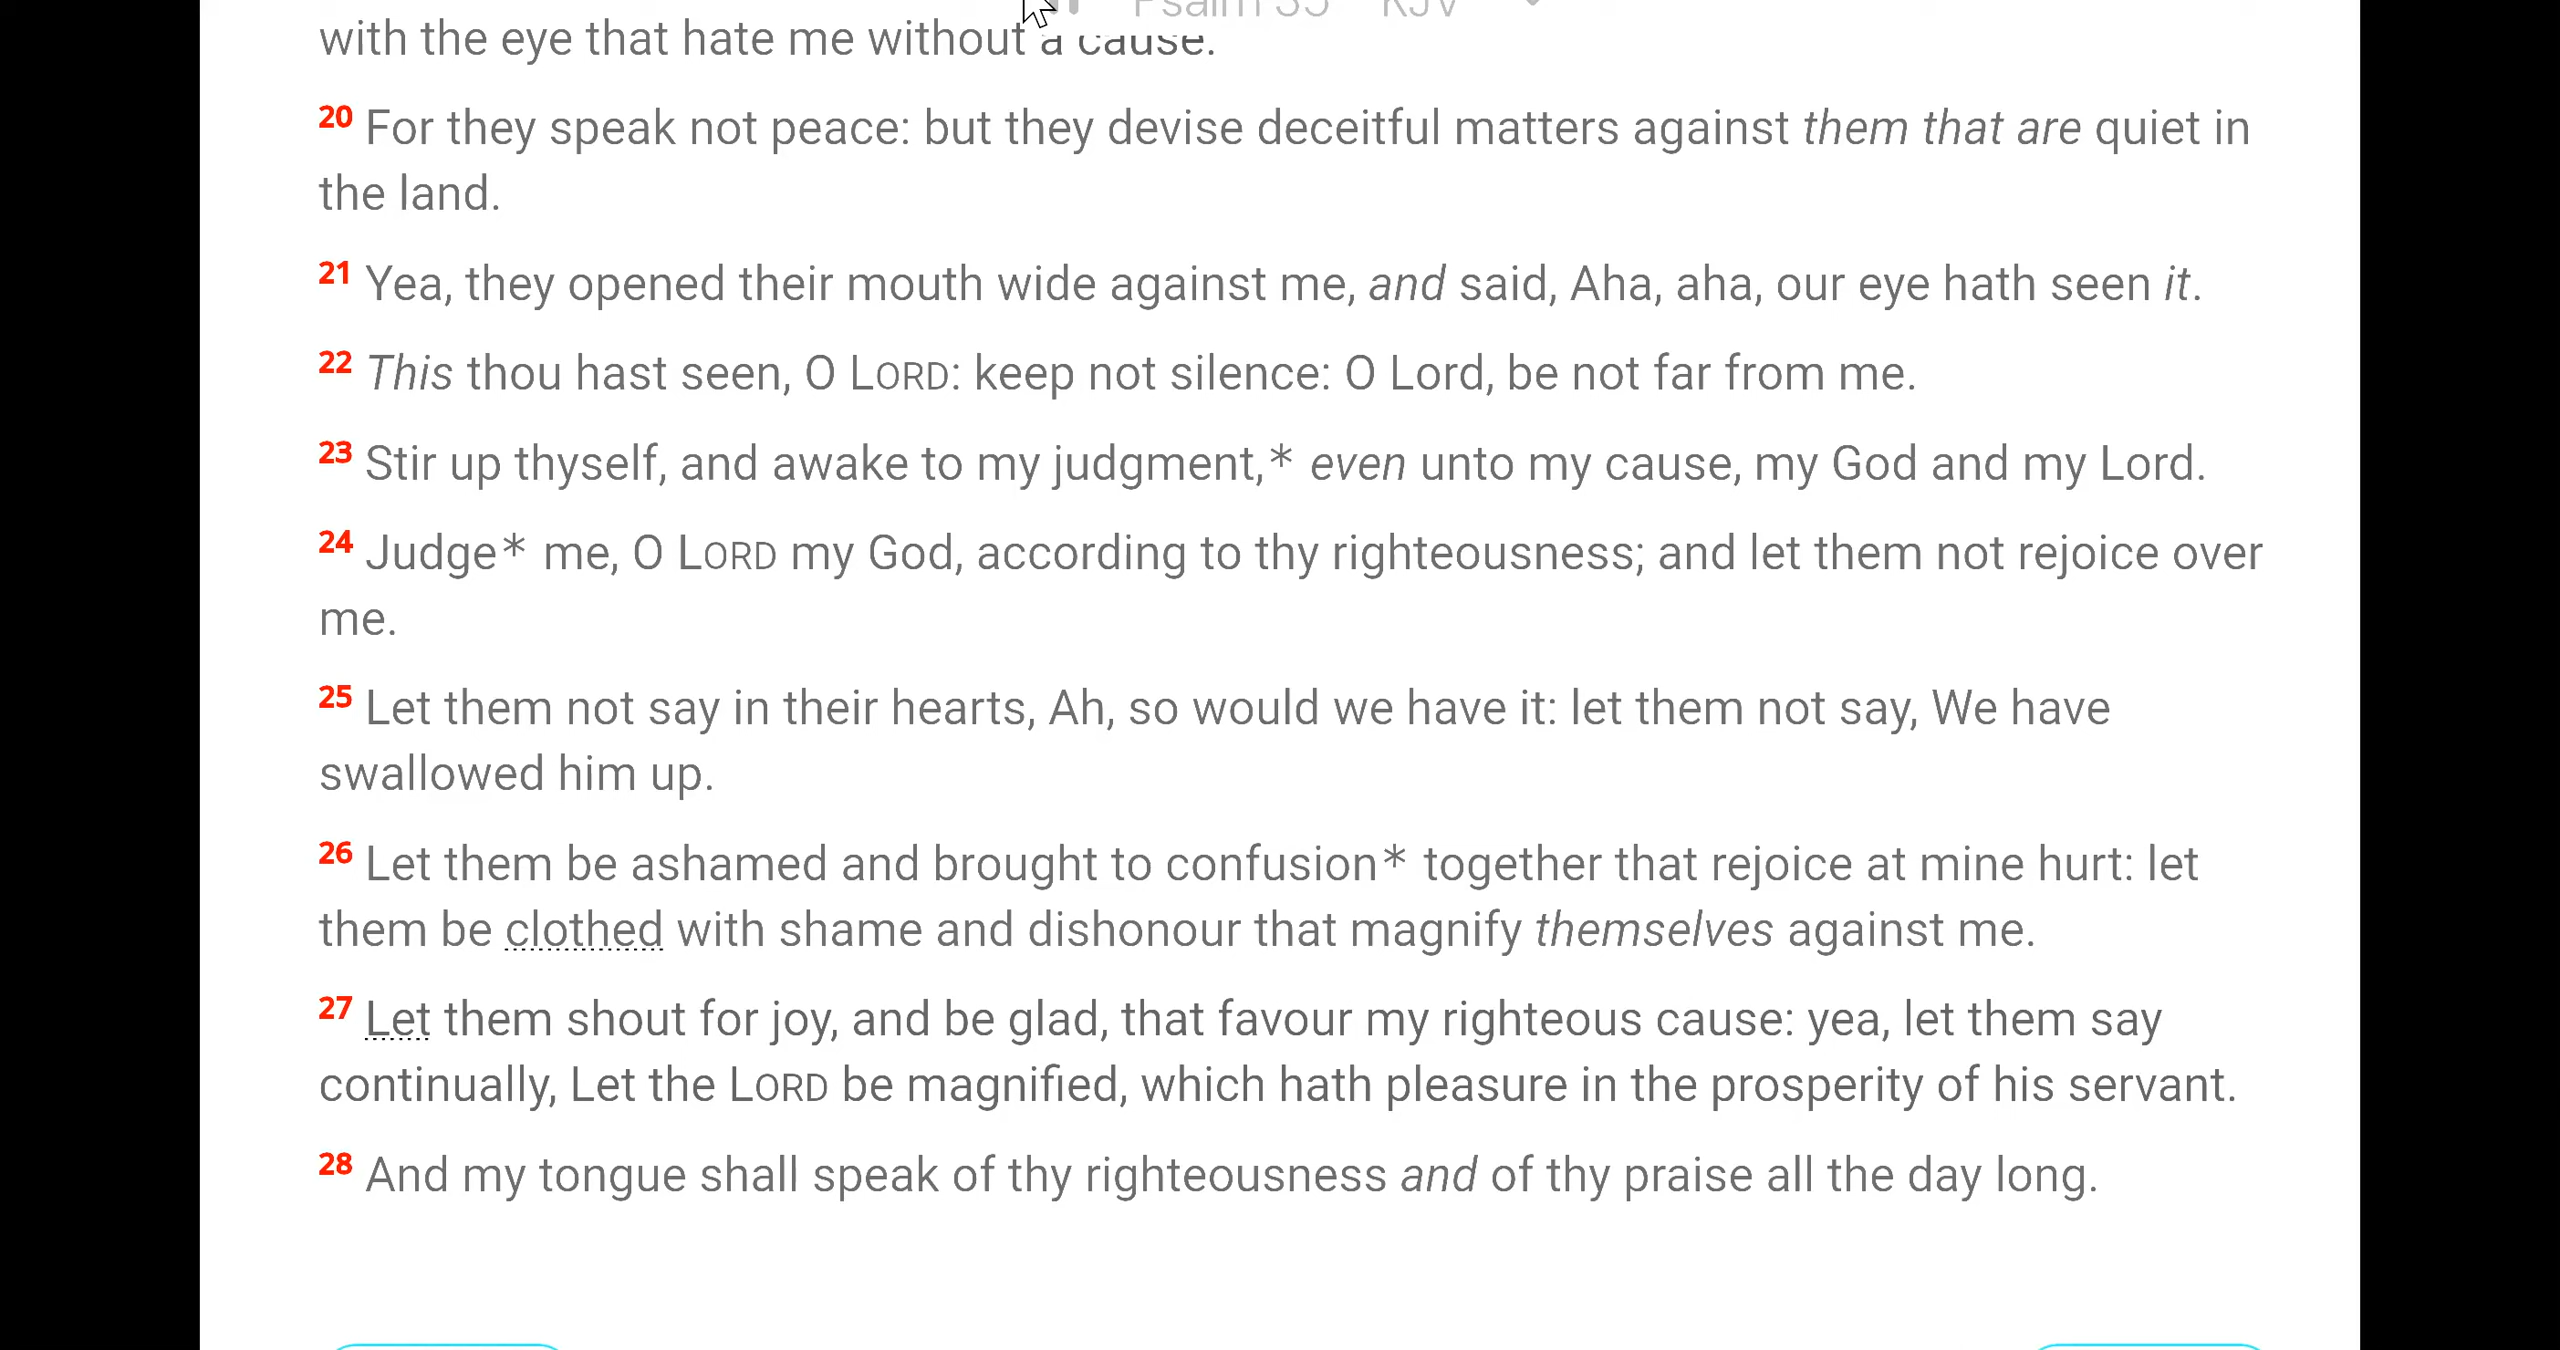 Psalm 35 KJV
with the eye that hate me without a cause.
20 For they speak not peace: but they devise deceitful matters against them that are quiet in
the land.
21 Yea, they opened their mouth wide against me, and said, Aha, aha, our eye hath seen it.
22 This thou hast seen, O LORD: keep not silence: O Lord, be not far from me.
23 Stir up thyself, and awake to my judgment,* even unto my cause, my God and my Lord.
24 Judge* me, O LORD my God, according to thy righteousness; and let them not rejoice over
me.
25 Let them not say in their hearts, Ah, so would we have it: let them not say, We have
swallowed him up.
26 Let them be ashamed and brought to confusion* together that rejoice at mine hurt: let
them be clothed with shame and dishonour that magnify themselves against me.
27 Let them shout for joy, and be glad, that favour my righteous cause: yea, let them say
continually, Let the LORD be magnified, which hath pleasure in the prosperity of his servant.
28 And my tongue shall speak of thy righteousness and of thy praise all the day long.